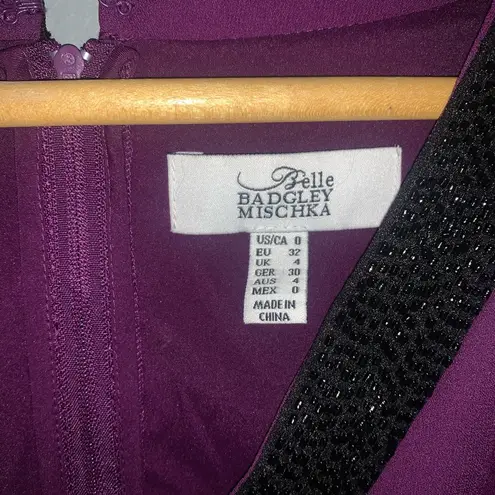 Belle
BADGLEY
MISCHKA
US/CA 0
EU 32
UK 4
GER 30
AUS 4
MEX 0
MADE IN
CHINA